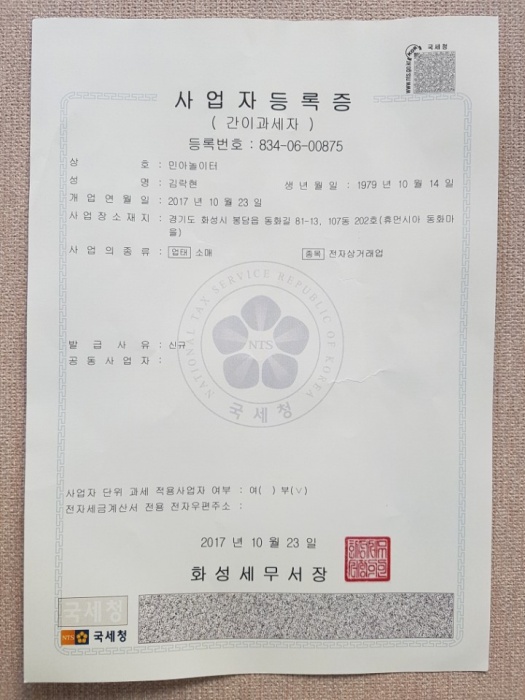 국세청
사업자등록증
( 간이과세자 )
등록번호 : 834-06-00875
상 호 : 민아놀이터
성 명 : 김락현 생 년 월 일 : 1979 년 10 월 14 일
개 업 연 월 일 : 2017 년 10 월 23 일
사 업 장 소 재 지 : 경기도 화성시 봉담읍 동화길 81-13, 107동 202호(휴먼시아 동화마
을)
사 업 의 종 류 : 업태 소매 종목 전자상거래업
NATIONAL TAX SERVICE REPUBLIC OF KOREA
NTS
국세청
발 급 사 유 : 신규
공 동 사 업 자 :
사업자 단위 과세 적용사업자 여부 : 여( ) 부(∨)
전자세금계산서 전용 전자우편주소 :
2017 년 10 월 23 일
화성세무서장
국세청
NTS 국세청